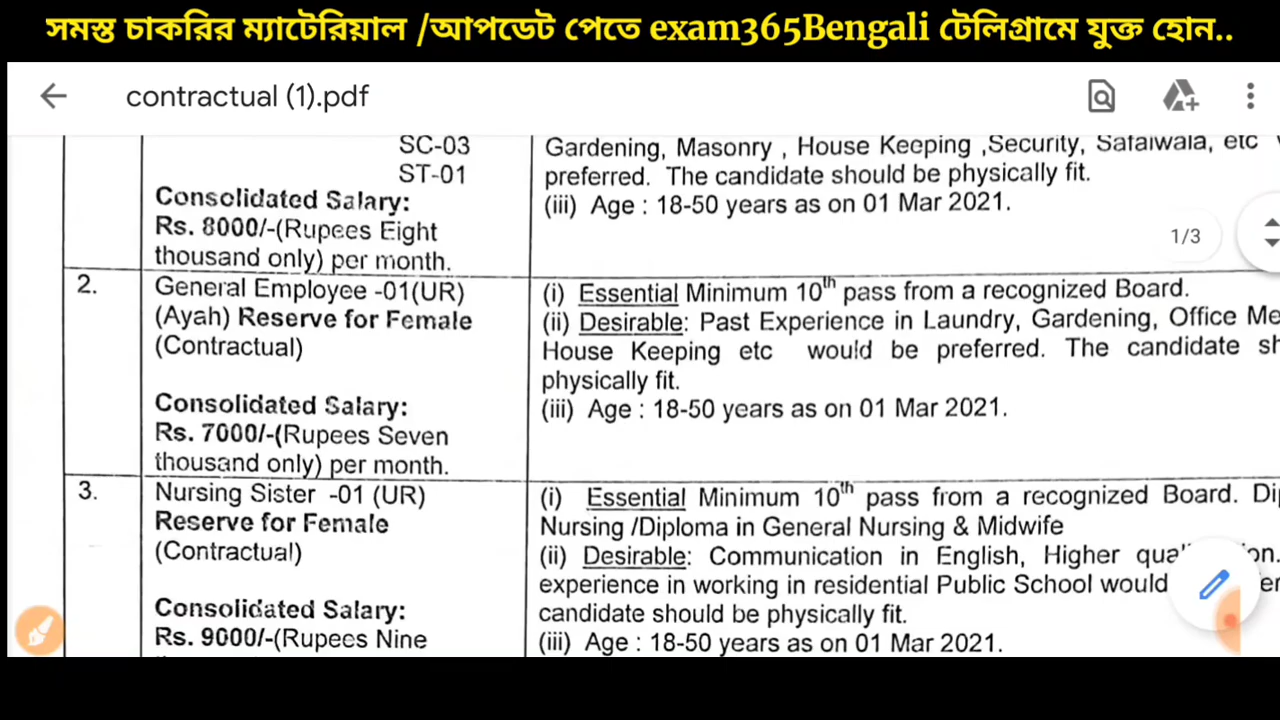 সমস্ত চাকরির ম্যাটেরিয়াল /আপডেট পেতে exam365Bengali টেলিগ্রামে যুক্ত হোন..
contractual (1).pdf
SC-03
ST-01
Consolidated Salary:
Rs. 8000/-(Rupees Eight
thousand only) per month.
Gardening, Masonry , House Keeping ,Security, Safaiwala, etc
preferred. The candidate should be physically fit.
(iii) Age : 18-50 years as on 01 Mar 2021.
1/3
2.
General Employee -01(UR)
(Ayah) Reserve for Female
(Contractual)
Consolidated Salary:
Rs. 7000/-(Rupees Seven
thousand only) per month.
(i) Essential Minimum 10th pass from a recognized Board.
(ii) Desirable: Past Experience in Laundry, Gardening, Office Me
House Keeping etc would be preferred. The candidate sh
physically fit.
(iii) Age : 18-50 years as on 01 Mar 2021.
3.
Nursing Sister -01 (UR)
Reserve for Female
(Contractual)
Consolidated Salary:
Rs. 9000/-(Rupees Nine
(i) Essential Minimum 10th pass from a recognized Board. Dip
Nursing /Diploma in General Nursing & Midwife
(ii) Desirable: Communication in English, Higher qua
experience in working in residential Public School would
candidate should be physically fit.
(iii) Age : 18-50 years as on 01 Mar 2021.